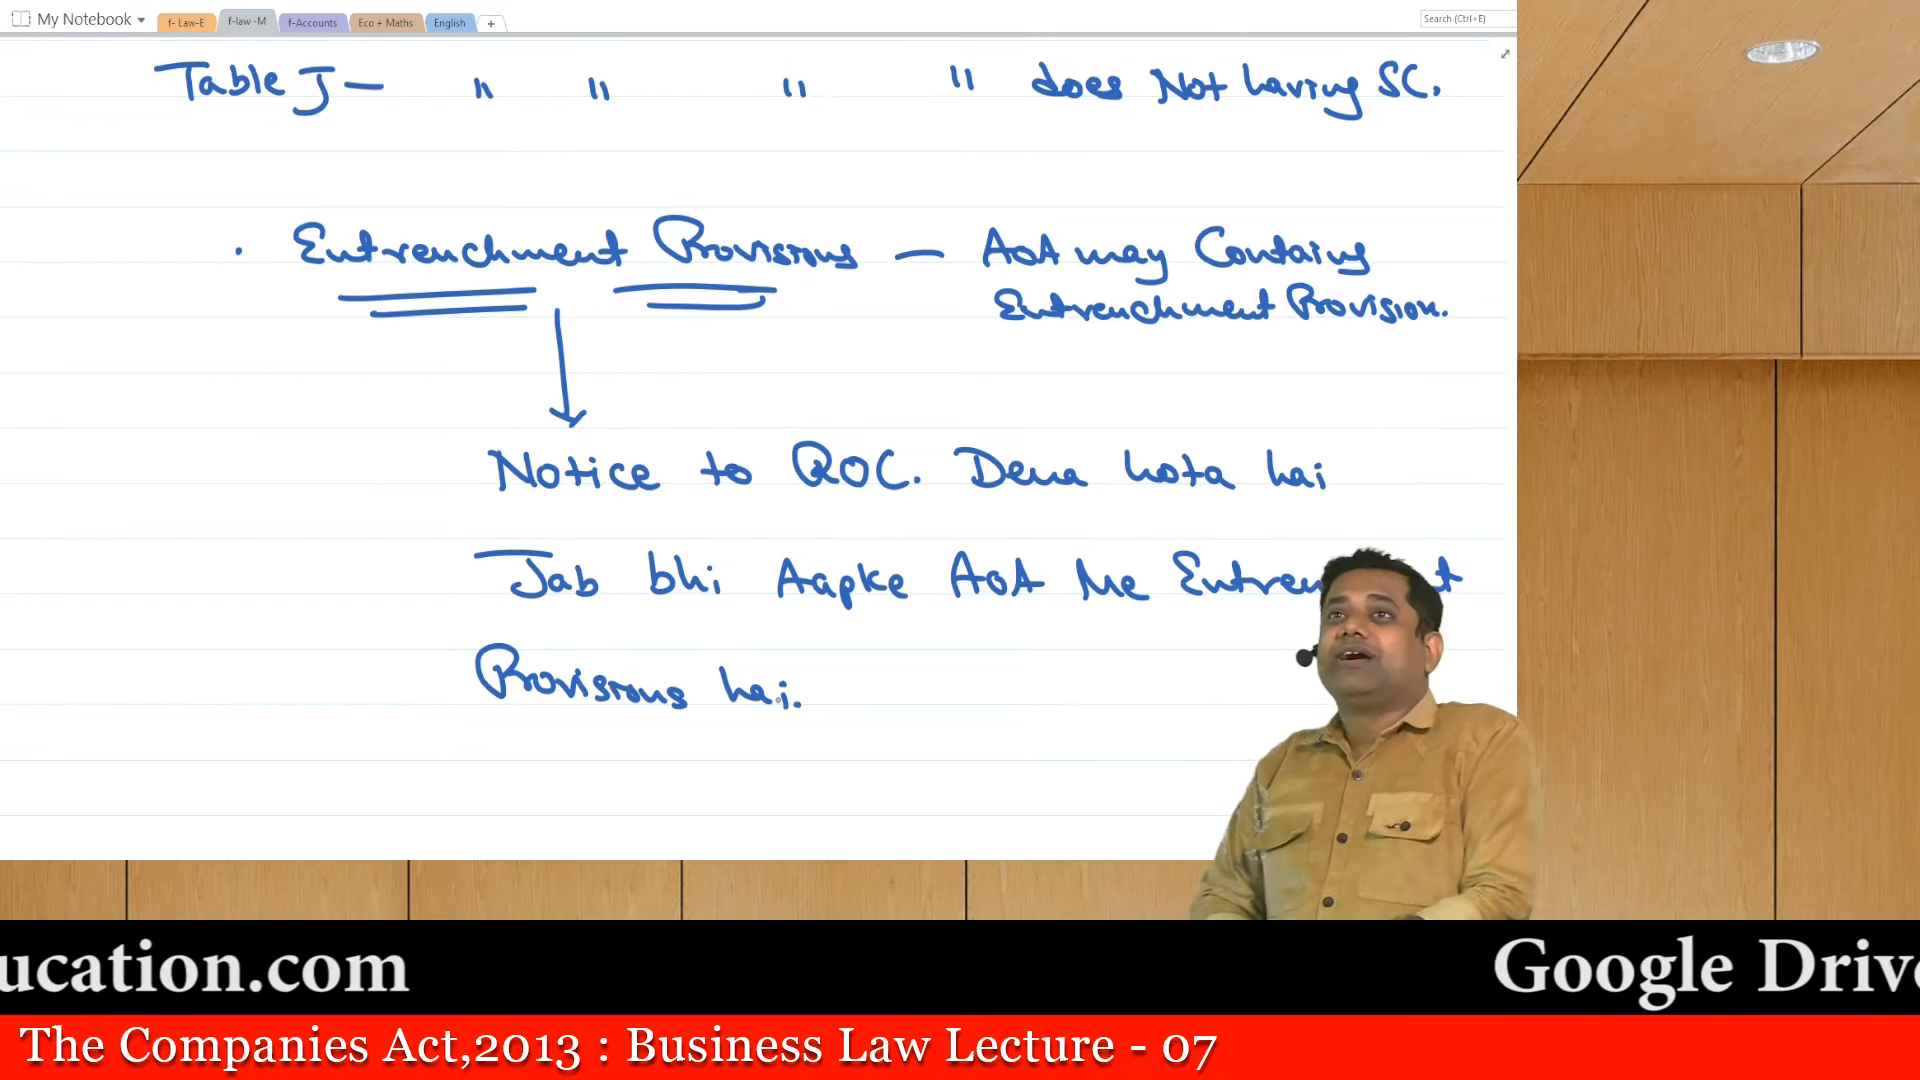 My Notebook
f- Law-E
f-law -M
f-Accounts
Eco + Maths
English
+
Search (Ctrl+E)
Table J — " " " " does Not having SC.
. Entrenchment Provisions — AOA may Contains
Entrenchment Provision.
Notice to ROC. Dena hota hai
Jab bhi Aapke AOA Me
Provisions hai.
ucation.com
Google Driv
The Companies Act,2013 : Business Law Lecture - 07